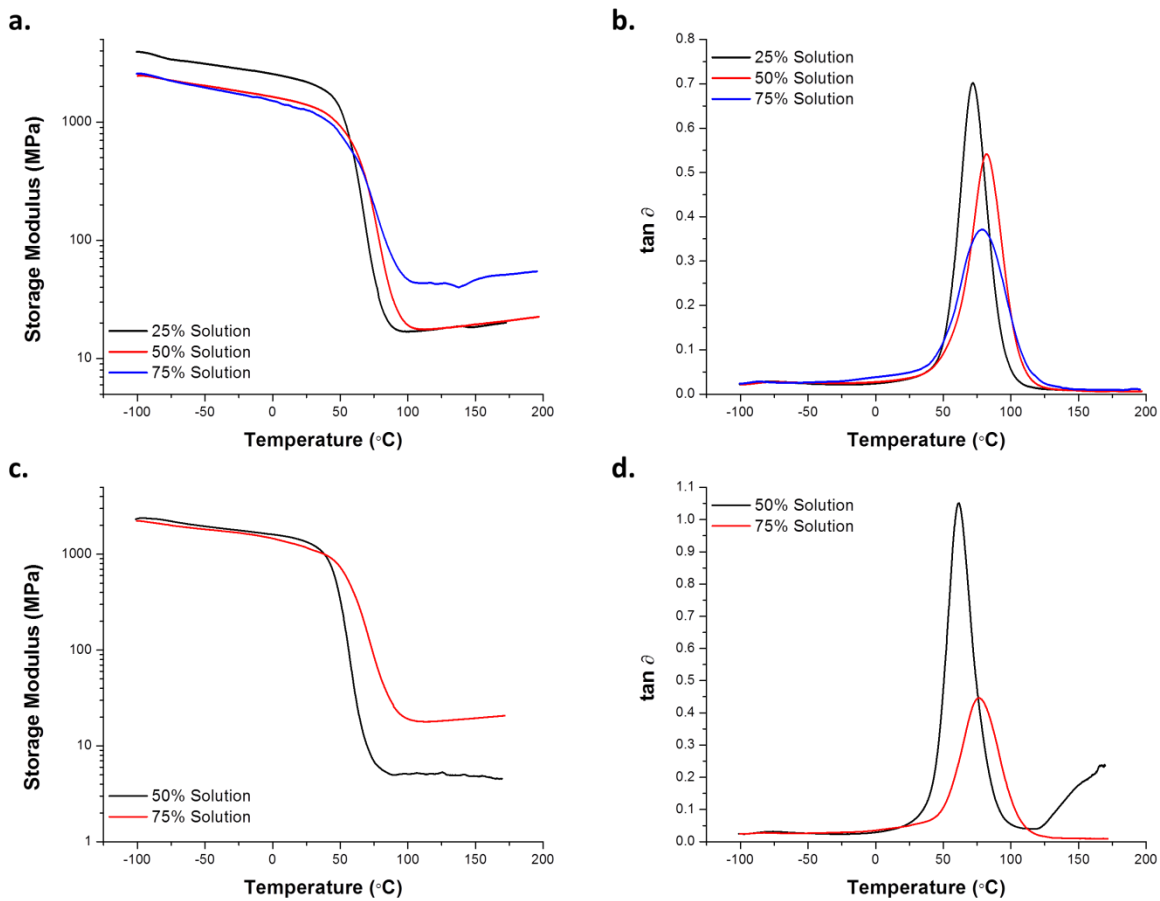 a.
Storage Modulus (MPa)
1000
100
10
25% Solution
50% Solution
75% Solution
-100 -50 0 50 100 150 200
Temperature (◦C)
b.
tan ∂
0.8
0.7
0.6
0.5
0.4
0.3
0.2
0.1
0.0
25% Solution
50% Solution
75% Solution
-100 -50 0 50 100 150 200
Temperature (◦C)
c.
Storage Modulus (MPa)
1000
100
10
1
50% Solution
75% Solution
-100 -50 0 50 100 150 200
Temperature (◦C)
d.
tan ∂
1.1
1.0
0.9
0.8
0.7
0.6
0.5
0.4
0.3
0.2
0.1
0.0
50% Solution
75% Solution
-100 -50 0 50 100 150 200
Temperature (◦C)